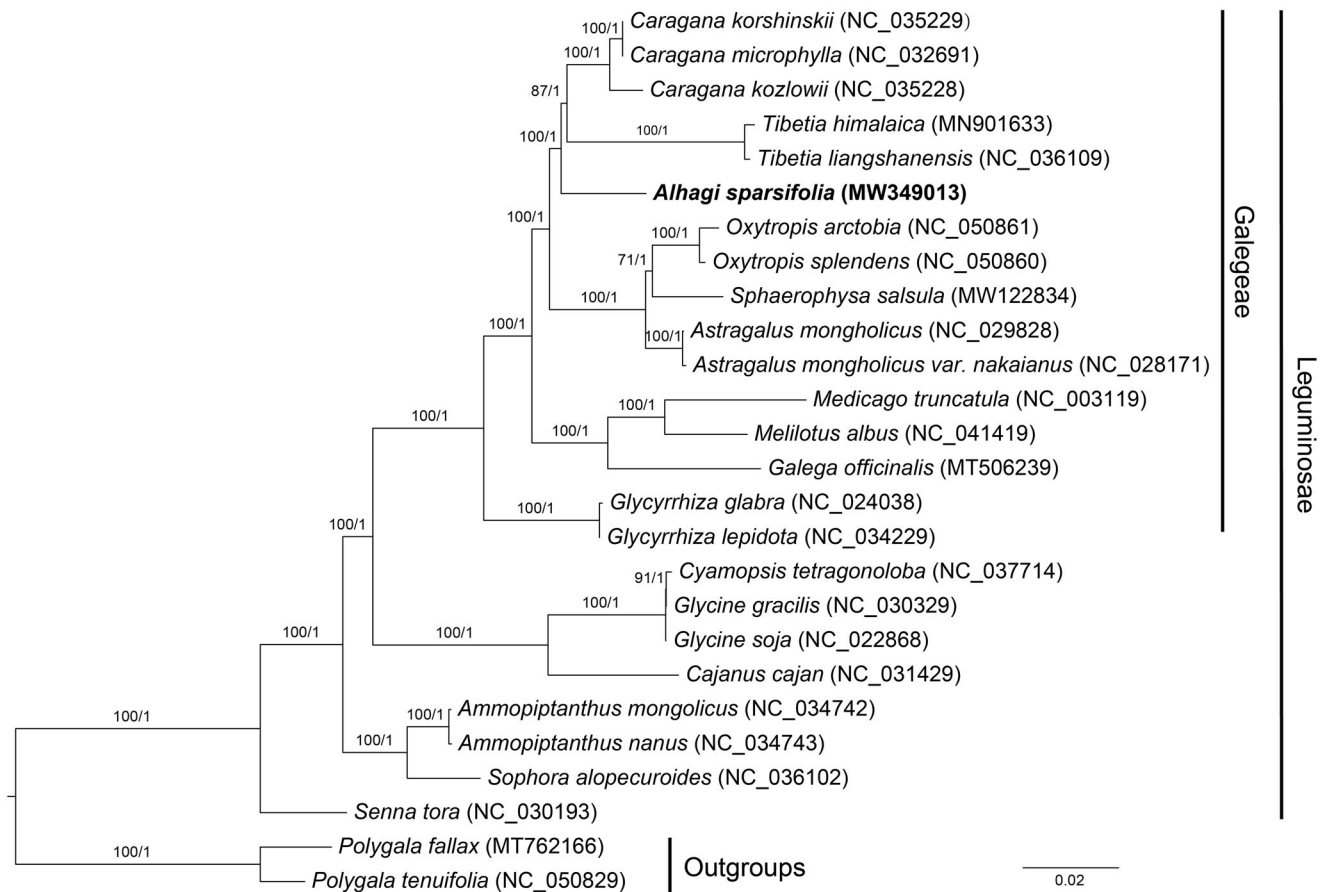 Caragana korshinskii (NC_035229)
100/1
Caragana microphylla (NC_032691)
100/1
Caragana kozlowii (NC_035228)
87/1
Tibetia himalaica (MN901633)
100/1
100/1
Tibetia liangshanensis (NC_036109)
Alhagi sparsifolia (MW349013)
100/1
Oxytropis arctobia (NC_050861)
100/1
Oxytropis splendens (NC_050860)
71/1
Sphaerophysa salsula (MW122834)
100/1
Astragalus mongholicus (NC_029828)
100/1
100/1
Astragalus mongholicus var. nakaianus (NC_028171)
Medicago truncatula (NC_003119)
100/1
Melilotus albus (NC_041419)
100/1
100/1
Galega officinalis (MT506239)
Glycyrrhiza glabra (NC_024038)
100/1
Glycyrrhiza lepidota (NC_034229)
100/1
Cyamopsis tetragonoloba (NC_037714)
91/1
Glycine gracilis (NC_030329)
100/1
Glycine soja (NC_022868)
100/1
100/1
Cajanus cajan (NC_031429)
Ammopiptanthus mongolicus (NC_034742)
100/1
100/1
Ammopiptanthus nanus (NC_034743)
100/1
Sophora alopecuroides (NC_036102)
Senna tora (NC_030193)
Polygala fallax (MT762166)
100/1
Polygala tenuifolia (NC_050829)
Galegeae
Leguminosae
Outgroups
0.02